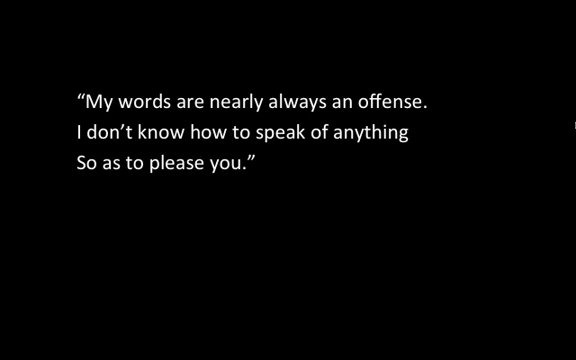 “My words are nearly always an offense.
I don’t know how to speak of anything
So as to please you.”